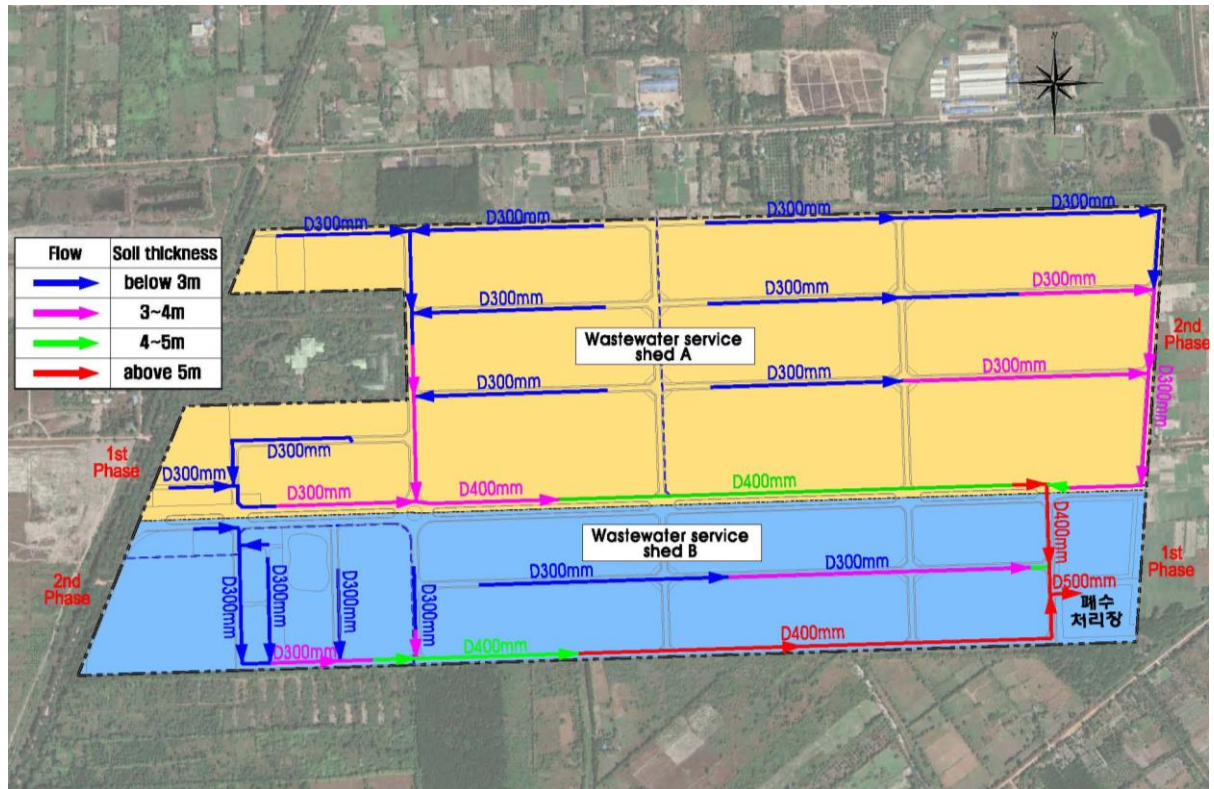 N
D300mm
D300mm
D300mm
D300mm
Flow
Soil thickness
below 3m
3~4m
4~5m
above 5m
D300mm
D300mm
D300mm
Wastewater service
shed A
2nd
Phase
D300mm
D300mm
D300mm
D300mm
1st
Phase
D300mm
D300mm
D300mm
D400mm
D400mm
Wastewater service
shed B
2nd
Phase
D300mm
D300mm
D300mm
D300mm
D300mm
D300mm
1st
Phase
D500mm
폐수
처리장
D300mm
D400mm
D400mm